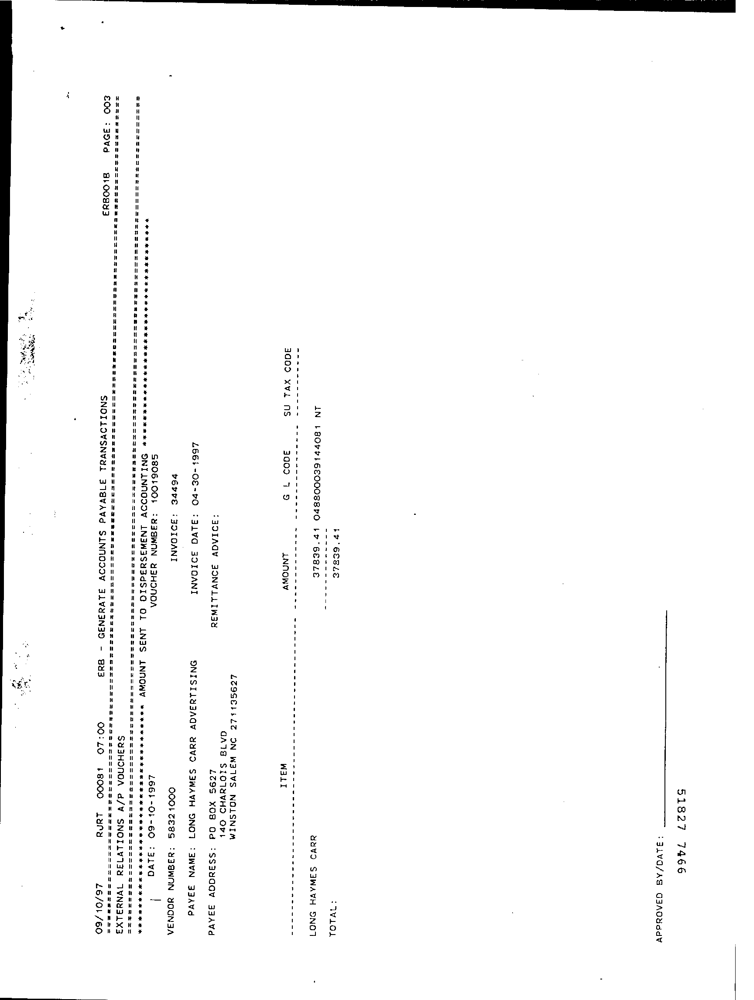 09/10/97 RJRT 00081 07:00 ERB - GENERATE ACCOUNTS PAYABLE TRANSACTIONS ERB001B PAGE: 003
EXTERNAL RELATIONS A/P VOUCHERS
AMOUNT SENT TO DISPERSEMENT ACCOUNTING
DATE: 09-10-1997 VOUCHER NUMBER: 10019085
VENDOR NUMBER: 58321000 INVOICE: 34494
PAYEE NAME: LONG HAYMES CARR ADVERTISING INVOICE DATE: 04-30-1997
PAYEE ADDRESS: PO BOX 5627 REMITTANCE ADVICE:
140 CHARLOIS BLVD
WINSTON SALEM NC 271135627
ITEM AMOUNT G L CODE SU TAX CODE
LONG HAYMES CARR 37839.41 048800039144081 NT
TOTAL: 37839.41
APPROVED BY/DATE:
51827 7466